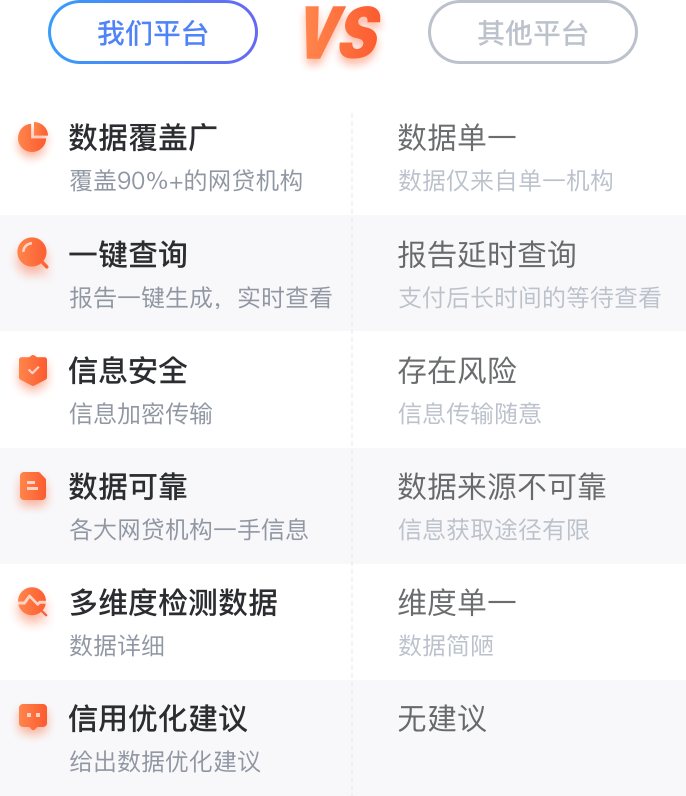 我们平台 VS 其他平台
数据覆盖广 数据单一
覆盖90%+的网贷机构 数据仅来自单一机构
一键查询 报告延时查询
报告一键生成，实时查看 支付后长时间的等待查看
信息安全 存在风险
信息加密传输 信息传输随意
数据可靠 数据来源不可靠
各大网贷机构一手信息 信息获取途径有限
多维度检测数据 维度单一
数据详细 数据简陋
信用优化建议 无建议
给出数据优化建议